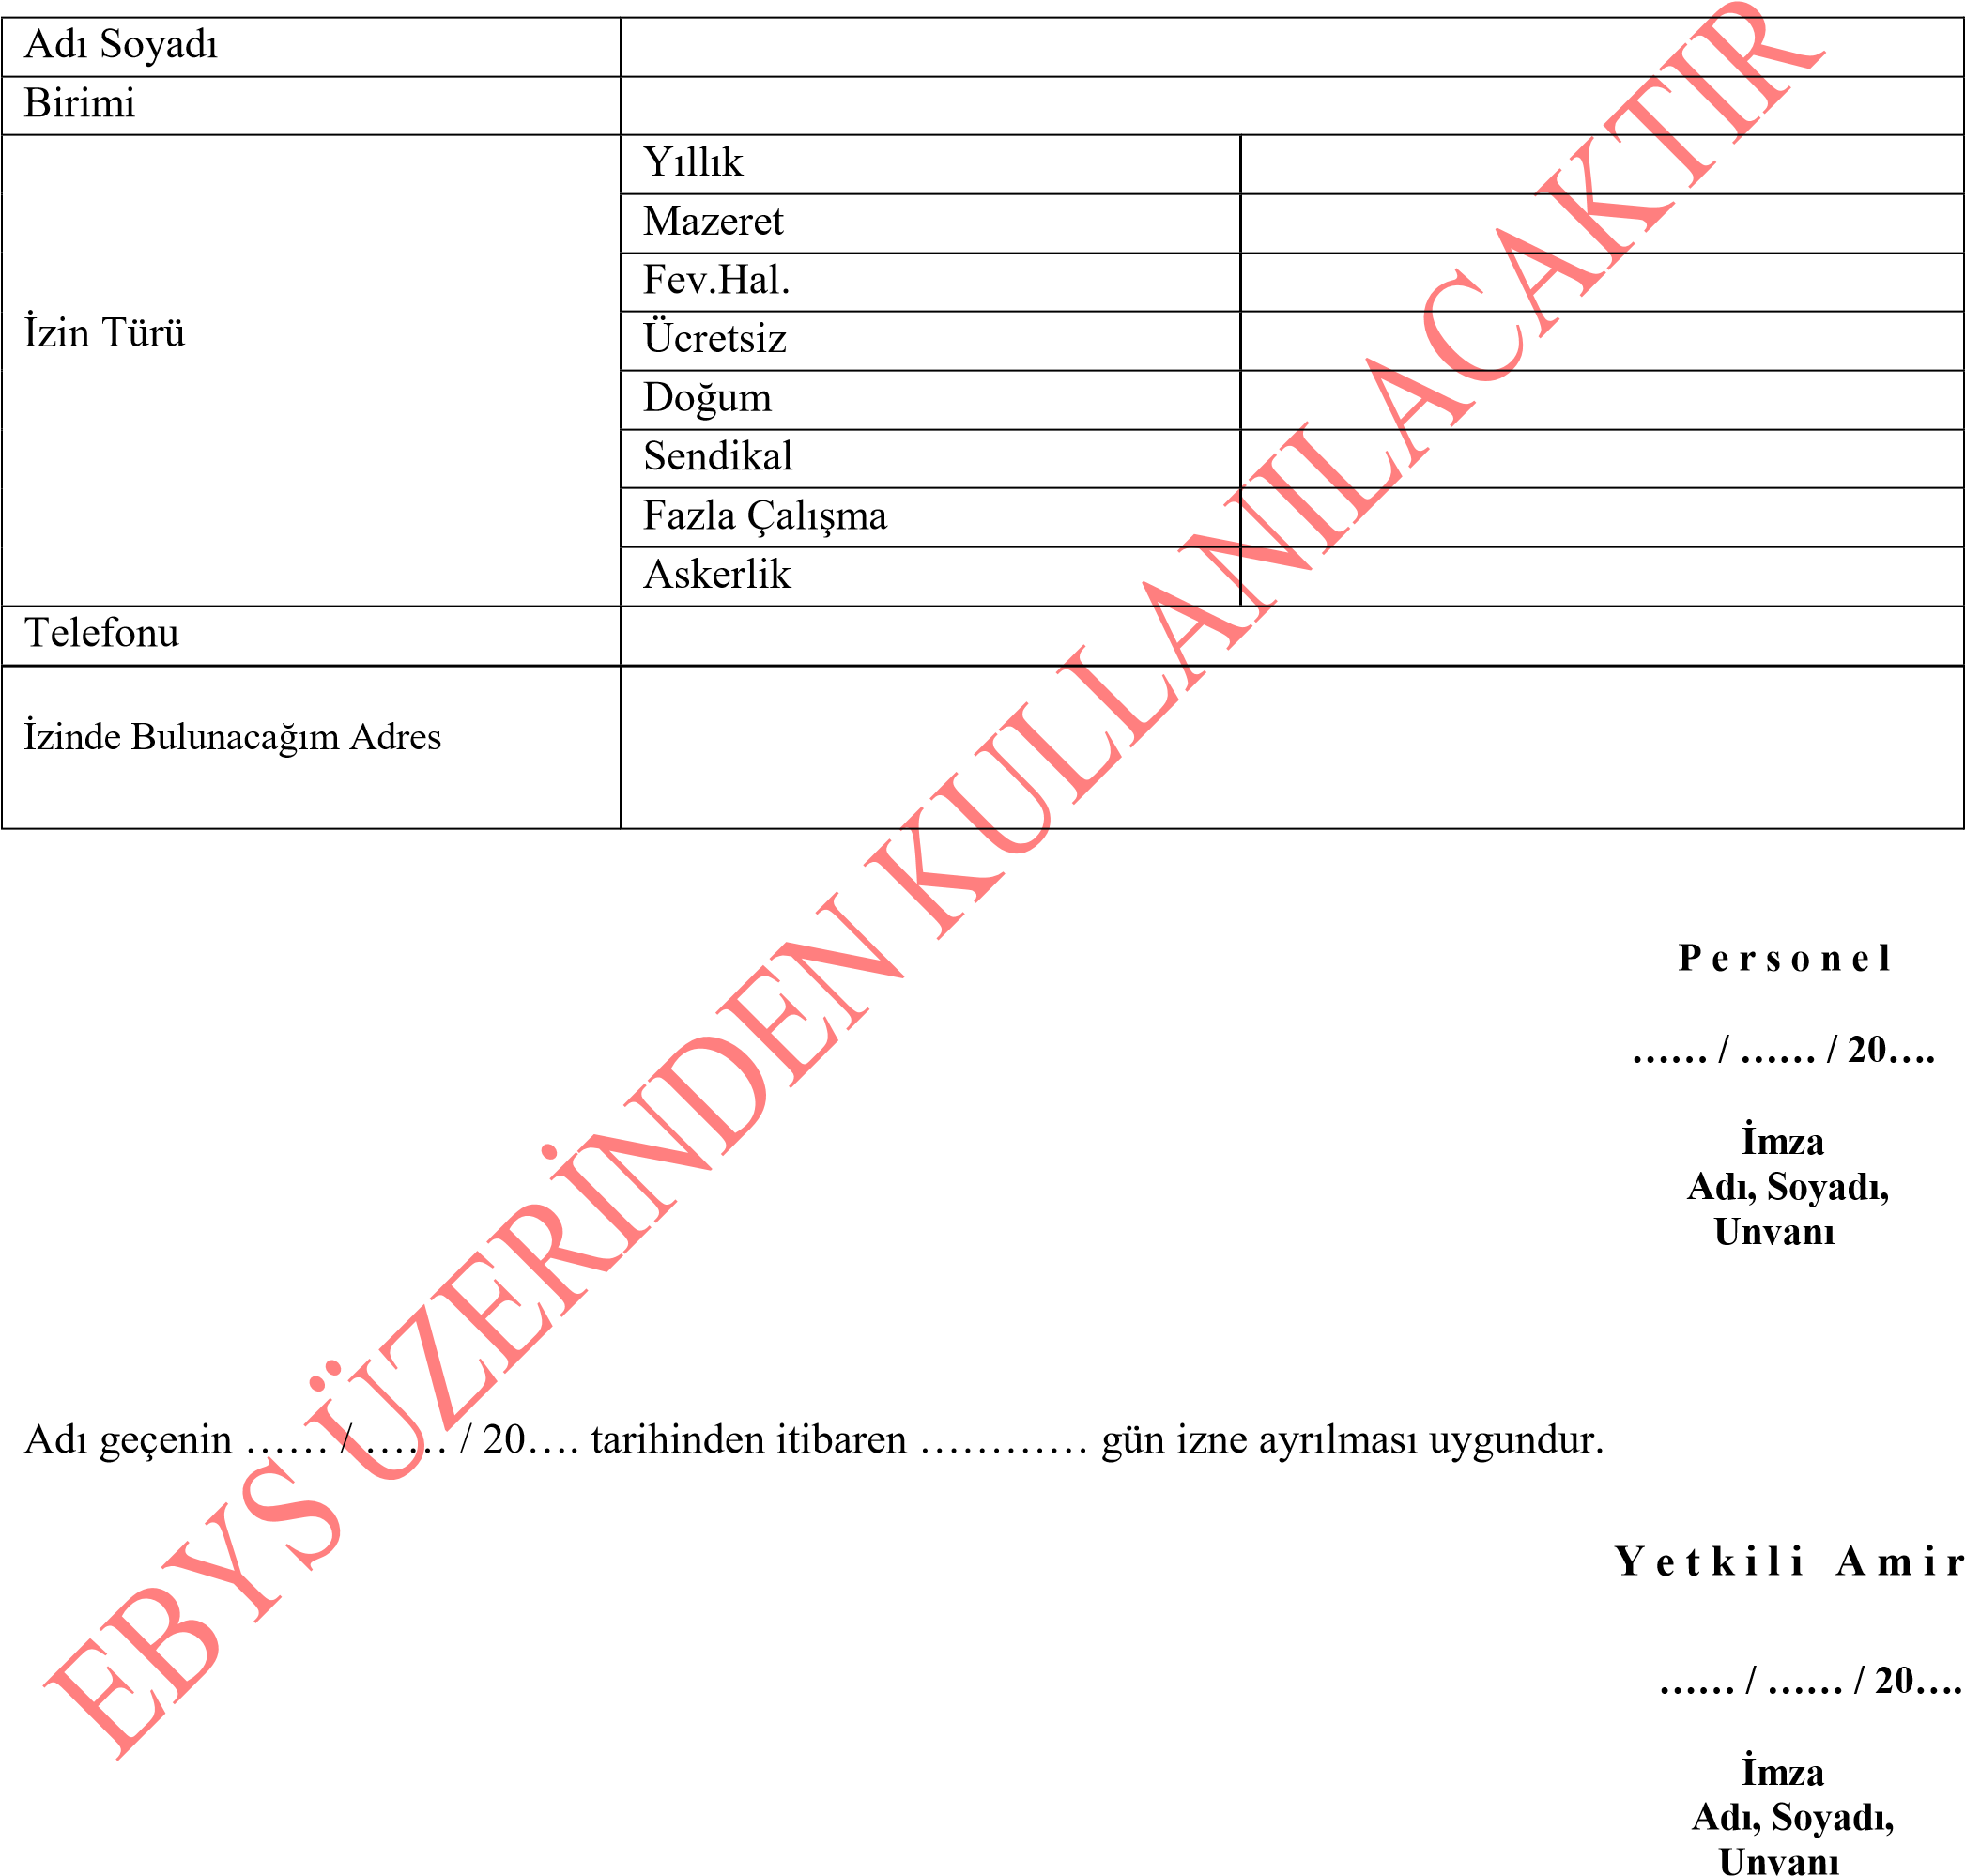 Adı Soyadı
Birimi
İzin Türü
Yıllık
Mazeret
Fev.Hal.
Ücretsiz
Doğum
Sendikal
Fazla Çalışma
Askerlik
Telefonu
İzinde Bulunacağım Adres
EBYS ÜZERİNDEN KULLANILACAKTIR
Personel
…… / …… / 20….
İmza
Adı, Soyadı,
Unvanı
Adı geçenin …… / …… / 20…. tarihinden itibaren ………… gün izne ayrılması uygundur.
Yetkili Amir
…… / …… / 20….
İmza
Adı, Soyadı,
Unvanı